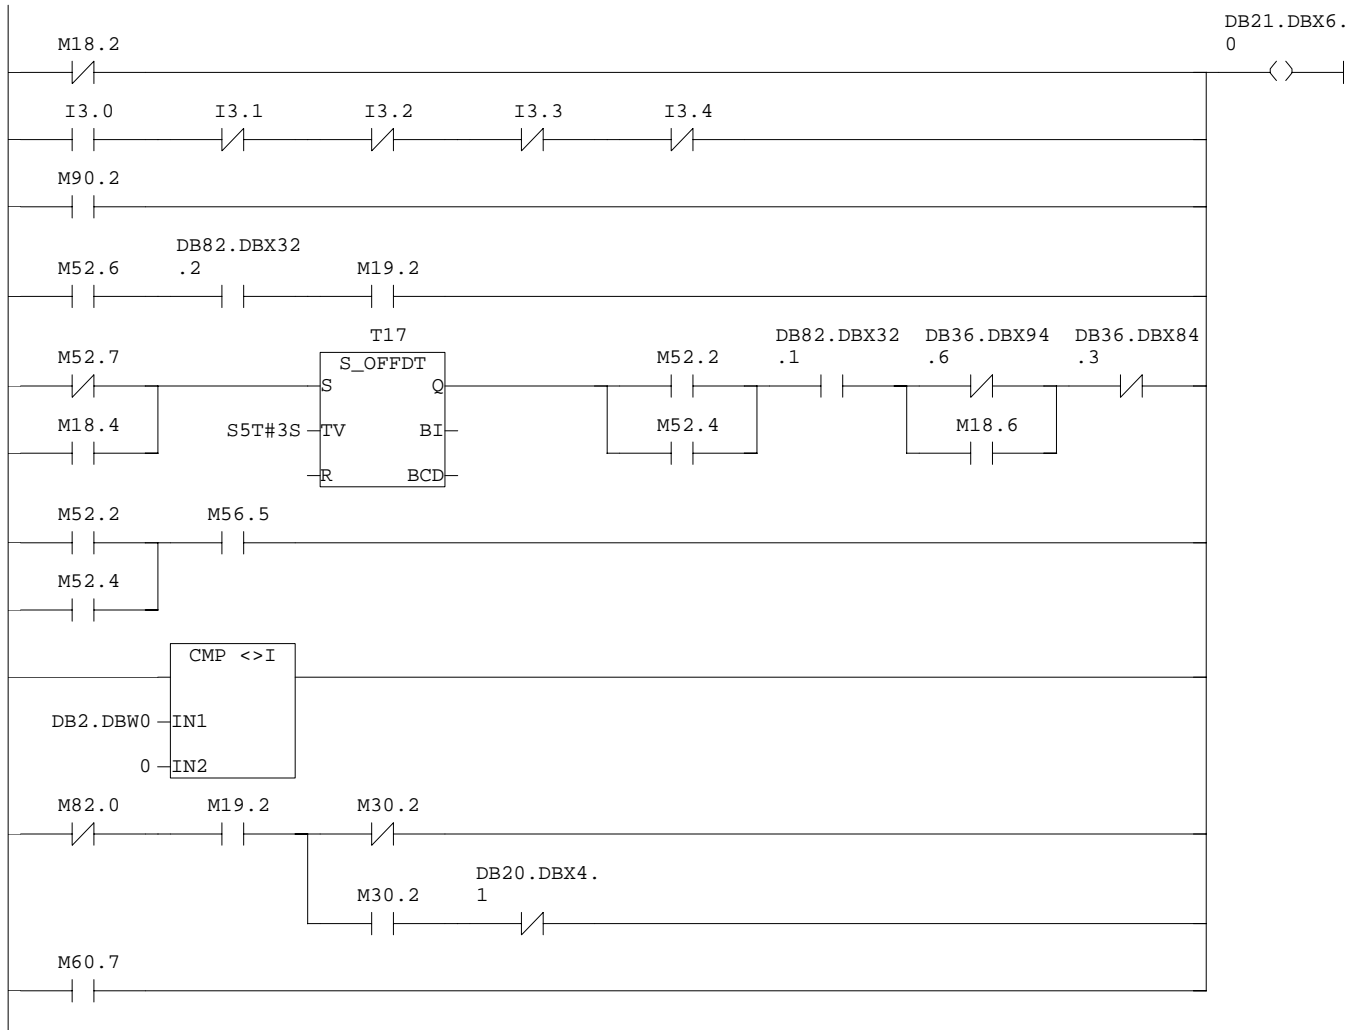 DB21.DBX6.
0
M18.2
I3.0 I3.1 I3.2 I3.3 I3.4
M90.2
DB82.DBX32
M52.6 .2 M19.2
T17
DB82.DBX32 DB36.DBX94 DB36.DBX84
M52.7 S_OFFDT M52.2 .1 .6 .3
S Q
M18.4 M52.4 M18.6
S5T#3S TV BI
R BCD
M52.2 M56.5
M52.4
CMP <>I
DB2.DBW0 IN1
0 IN2
M82.0 M19.2 M30.2
DB20.DBX4.
M30.2 1
M60.7